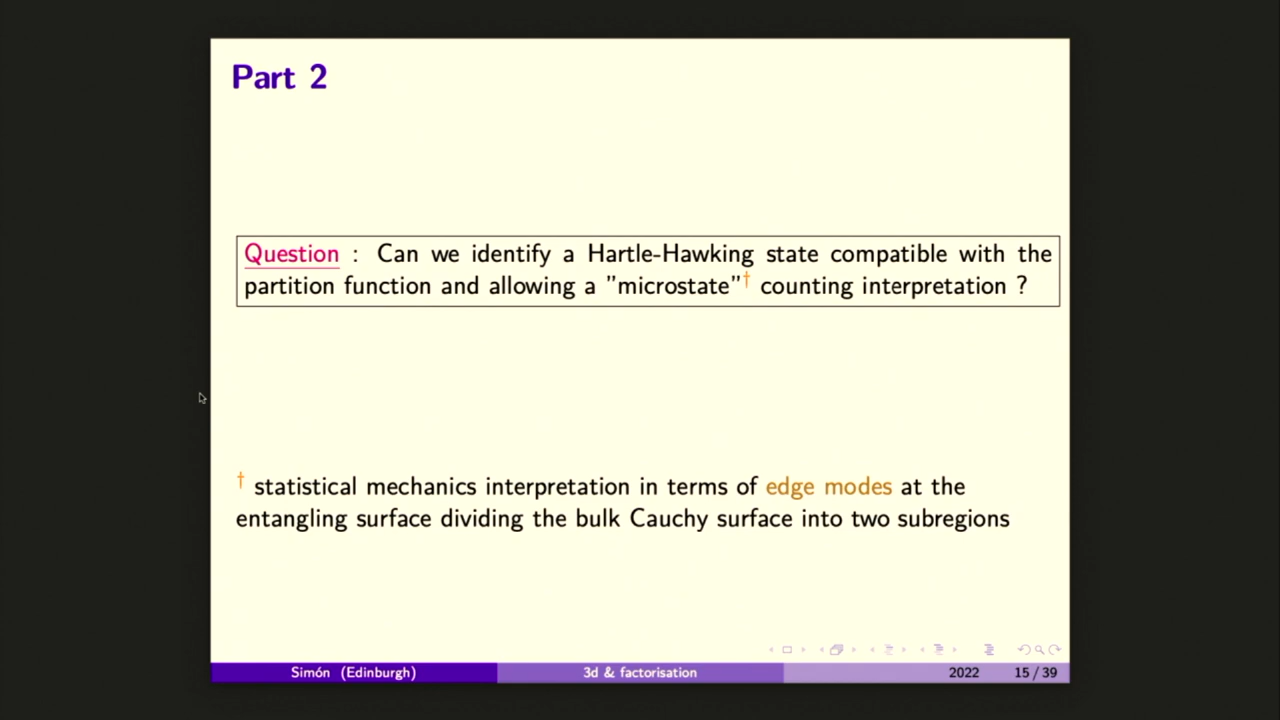 Part 2
Question : Can we identify a Hartle-Hawking state compatible with the
partition function and allowing a ”microstate”† counting interpretation ?
† statistical mechanics interpretation in terms of edge modes at the
entangling surface dividing the bulk Cauchy surface into two subregions
Simón (Edinburgh) 3d & factorisation 2022 15 / 39